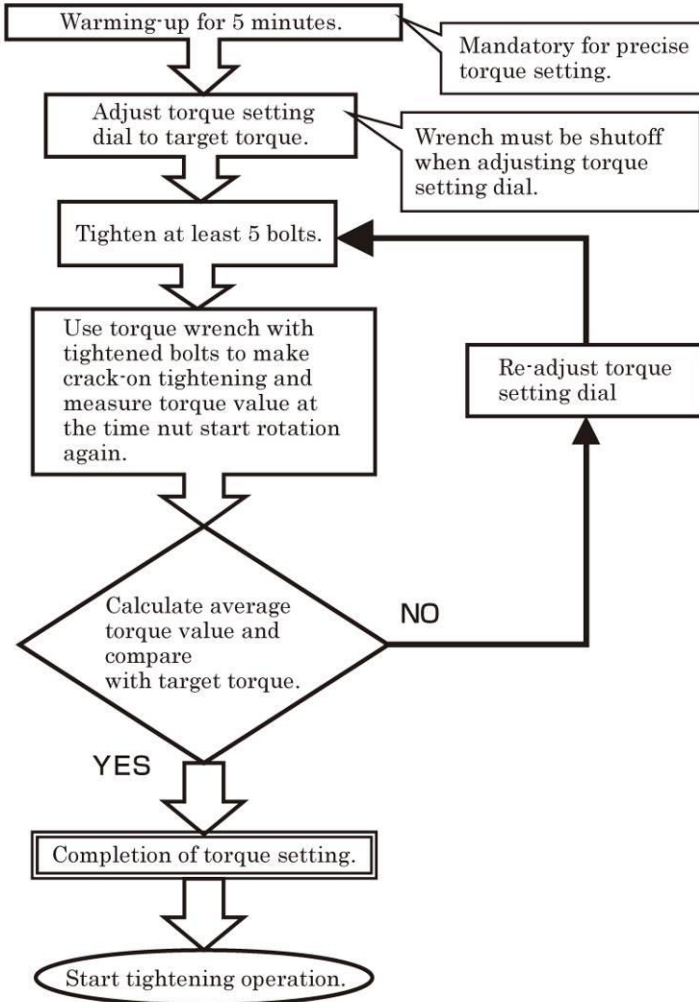 Warming-up for 5 minutes.
Mandatory for precise
torque setting.
Adjust torque setting
dial to target torque.
Wrench must be shutoff
when adjusting torque
setting dial.
Tighten at least 5 bolts.
Use torque wrench with
tightened bolts to make
crack-on tightening and
measure torque value at
the time nut start rotation
again.
Re-adjust torque
setting dial
Calculate average
torque value and
compare
with target torque.
NO
YES
Completion of torque setting.
Start tightening operation.